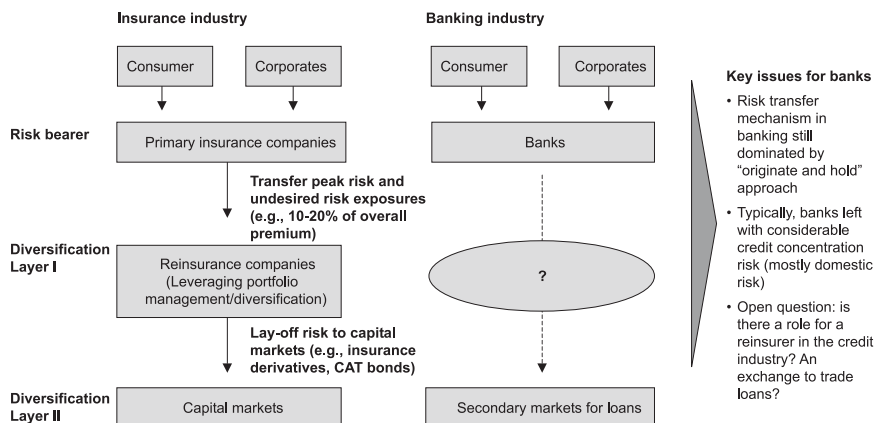 Insurance industry
Banking industry
Consumer
Corporates
Consumer
Corporates
Risk bearer
Primary insurance companies
Banks
Transfer peak risk and
undesired risk exposures
(e.g., 10-20% of overall
premium)
Diversification
Layer I
Reinsurance companies
(Leveraging portfolio
management/diversification)
?
Lay-off risk to capital
markets (e.g., insurance
derivatives, CAT bonds)
Diversification
Layer II
Capital markets
Secondary markets for loans
Key issues for banks
• Risk transfer
mechanism in
banking still
dominated by
“originate and hold”
approach
• Typically, banks left
with considerable
credit concentration
risk (mostly domestic
risk)
• Open question: is
there a role for a
reinsurer in the credit
industry? An
exchange to trade
loans?